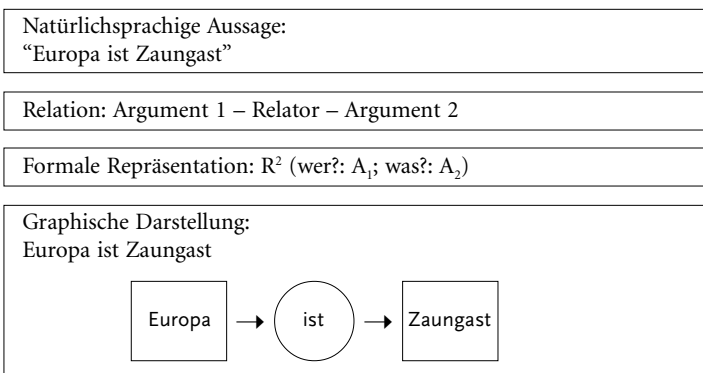 Natürlichsprachige Aussage:
“Europa ist Zaungast”
Relation: Argument 1 – Relator – Argument 2
Formale Repräsentation: R² (wer?: A₁; was?: A₂)
Graphische Darstellung:
Europa ist Zaungast
Europa → ist → Zaungast